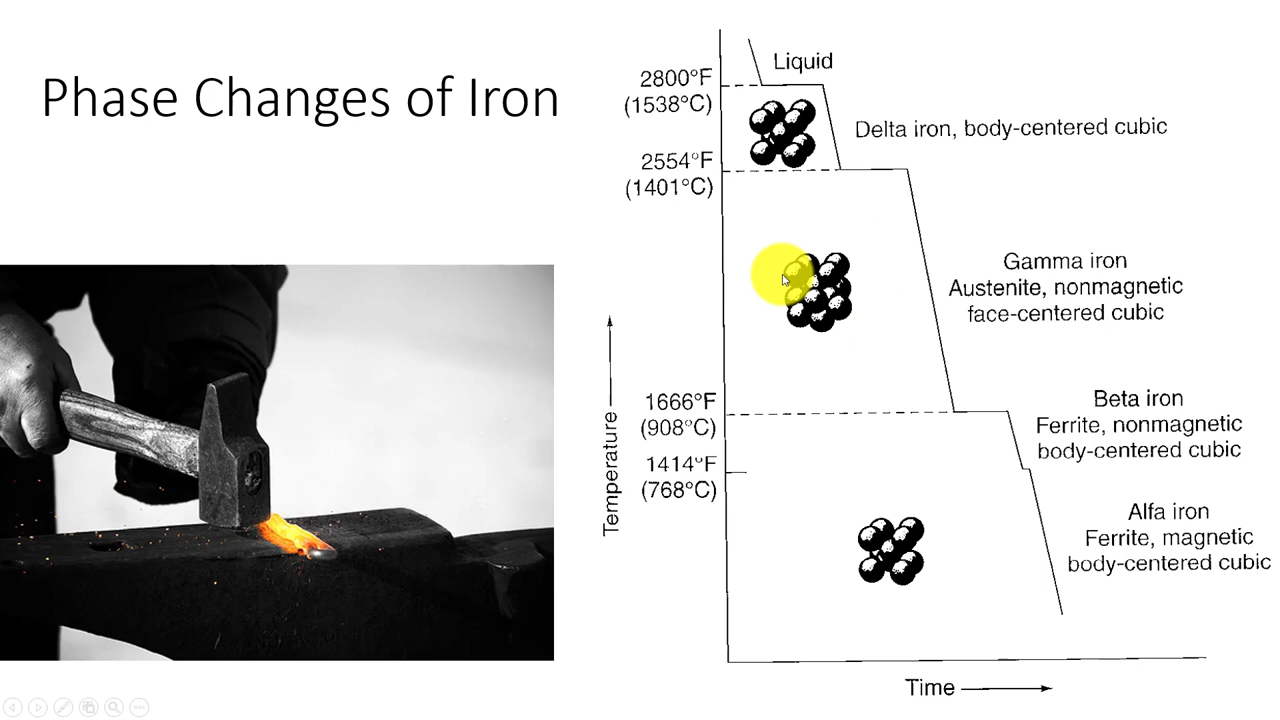 Phase Changes of Iron
Liquid
2800°F
(1538°C)
Delta iron, body-centered cubic
2554°F
(1401°C)
Gamma iron
Austenite, nonmagnetic
face-centered cubic
1666°F
(908°C)
Beta iron
Ferrite, nonmagnetic
body-centered cubic
1414°F
(768°C)
Alfa iron
Ferrite, magnetic
body-centered cubic
Temperature
Time